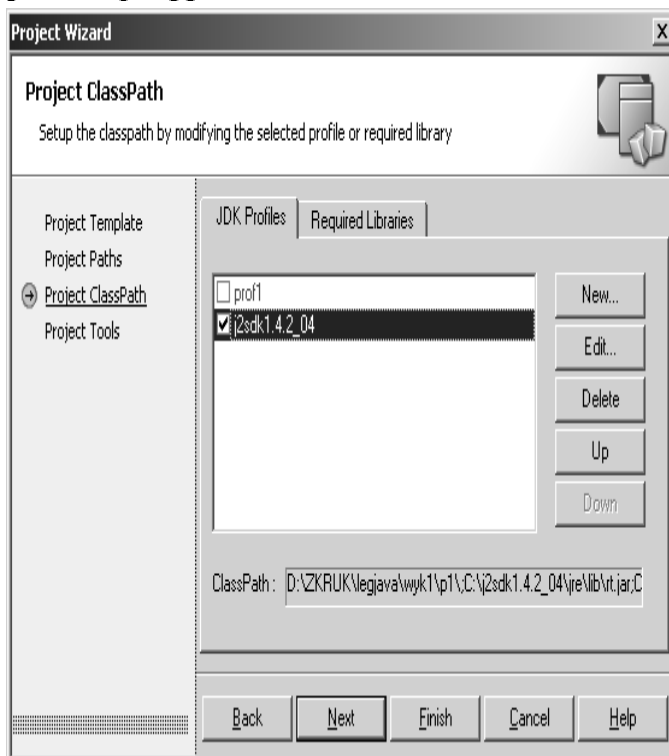 Project Wizard
X
Project ClassPath
Setup the classpath by modifying the selected profile or required library
Project Template
Project Paths
Project ClassPath
Project Tools
JDK Profiles
Required Libraries
prof1
j2sdk1.4.2_04
New...
Edit...
Delete
Up
Down
ClassPath : D:\ZKRUK\legjava\wyk1\p1\;C:\j2sdk1.4.2_04\jre\lib\rt.jar;C
Back
Next
Finish
Cancel
Help